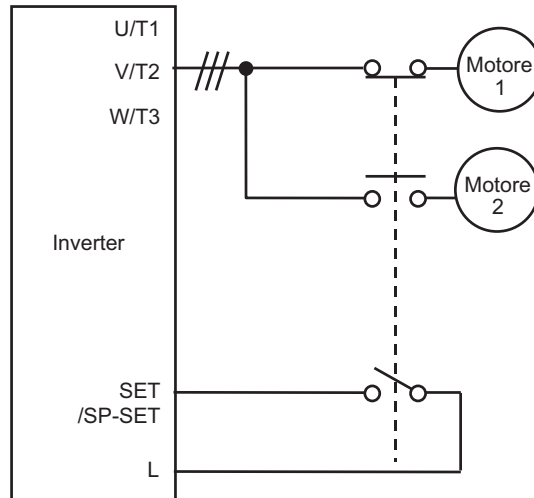 U/T1
V/T2
W/T3
Motore
1
Motore
2
Inverter
SET
/SP-SET
L